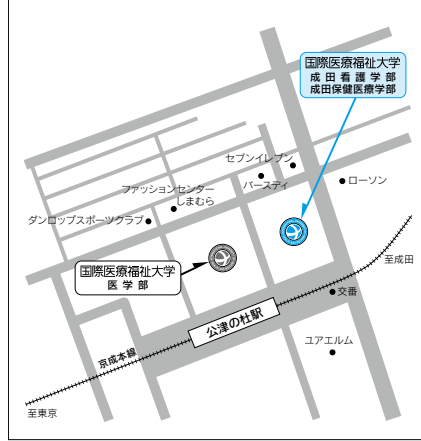 国際医療福祉大学
成田看護学部
成田保健医療学部
セブンイレブン
バースデイ
ローソン
ファッションセンター
しまむら
ダンロップスポーツクラブ
国際医療福祉大学
医学部
至成田
交番
公津の杜駅
ユアエルム
京成本線
至東京